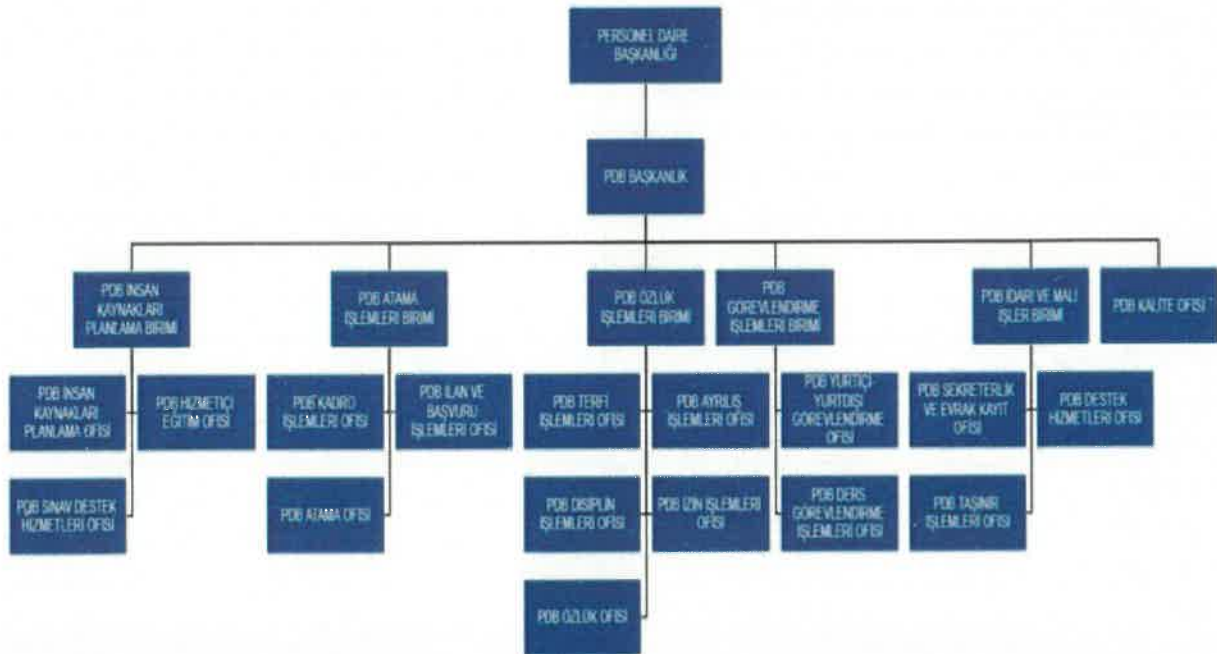 PERSONEL DAİRE
BAŞKANLIĞI
PDB BAŞKANLIK
PDB İNSAN
KAYNAKLARI
PLANLAMA BİRİMİ
PDB ATAMA
İŞLEMLERİ BİRİMİ
PDB ÖZLÜK
İŞLEMLERİ BİRİMİ
PDB
GÖREVLENDİRME
İŞLEMLERİ BİRİMİ
PDB İDARİ VE MALİ
İŞLER BİRİMİ
PDB KALİTE OFİSİ
PDB İNSAN
KAYNAKLARI
PLANLAMA OFİSİ
PDB HİZMETİÇİ
EĞİTİM OFİSİ
PDB KADRO
İŞLEMLERİ OFİSİ
PDB İLAN VE
BAŞVURU
İŞLEMLERİ OFİSİ
PDB TERFİ
İŞLEMLERİ OFİSİ
PDB AYRILIŞ
İŞLEMLERİ OFİSİ
PDB YURTİÇİ
YURTDIŞI
GÖREVLENDİRME
OFİSİ
PDB SEKRETERLİK
VE EVRAK KAYIT
OFİSİ
PDB DESTEK
HİZMETLERİ OFİSİ
PDB SINAV DESTEK
HİZMETLERİ OFİSİ
PDB ATAMA OFİSİ
PDB DİSİPLİN
İŞLEMLERİ OFİSİ
PDB İZİN İŞLEMLERİ
OFİSİ
PDB DERS
GÖREVLENDİRME
İŞLEMLERİ OFİSİ
PDB TAŞINIR
İŞLEMLERİ OFİSİ
PDB ÖZLÜK OFİSİ